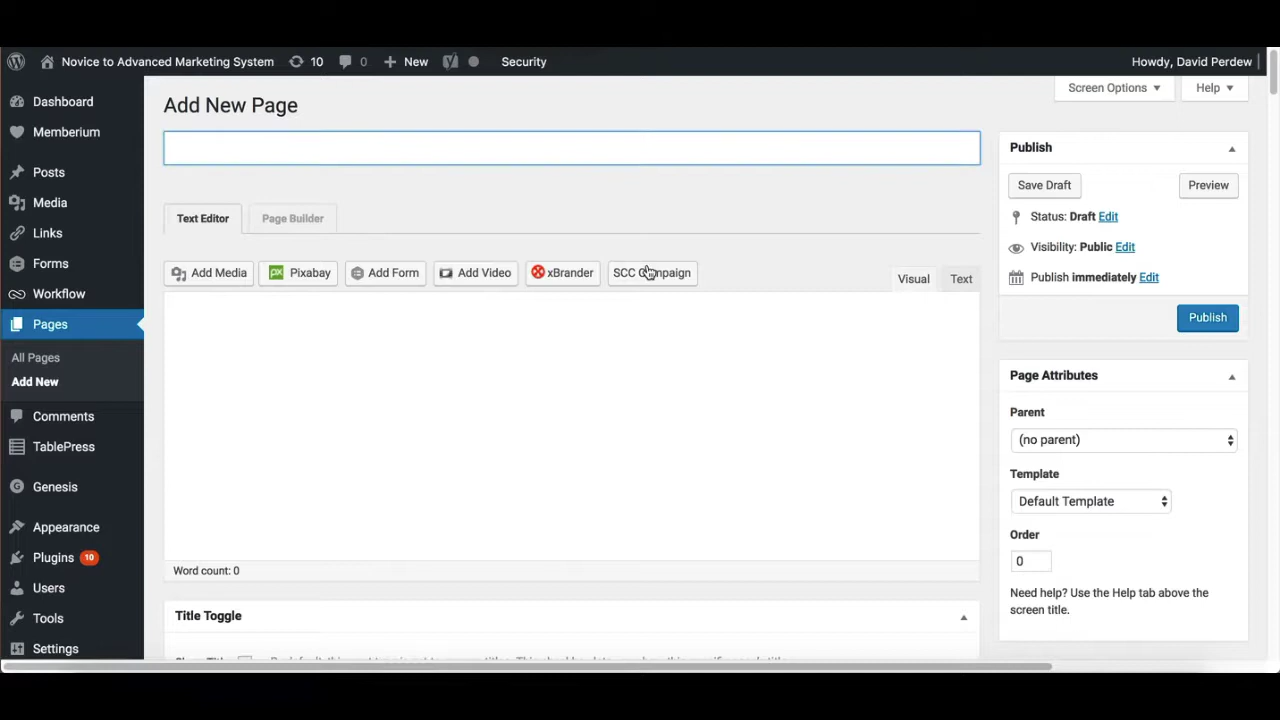 Novice to Advanced Marketing System 10 0 New Security Howdy, David Perdew
Dashboard
Memberium
Posts
Media
Links
Forms
Workflow
Pages
All Pages
Add New
Comments
TablePress
Genesis
Appearance
Plugins 10
Users
Tools
Settings
Screen Options Help
Add New Page
Text Editor Page Builder
Add Media Pixabay Add Form Add Video xBrander SCC Campaign
Visual Text
Word count: 0
Title Toggle
Publish
Save Draft Preview
Status: Draft Edit
Visibility: Public Edit
Publish immediately Edit
Publish
Page Attributes
Parent
(no parent)
Template
Default Template
Order
0
Need help? Use the Help tab above the
screen title.